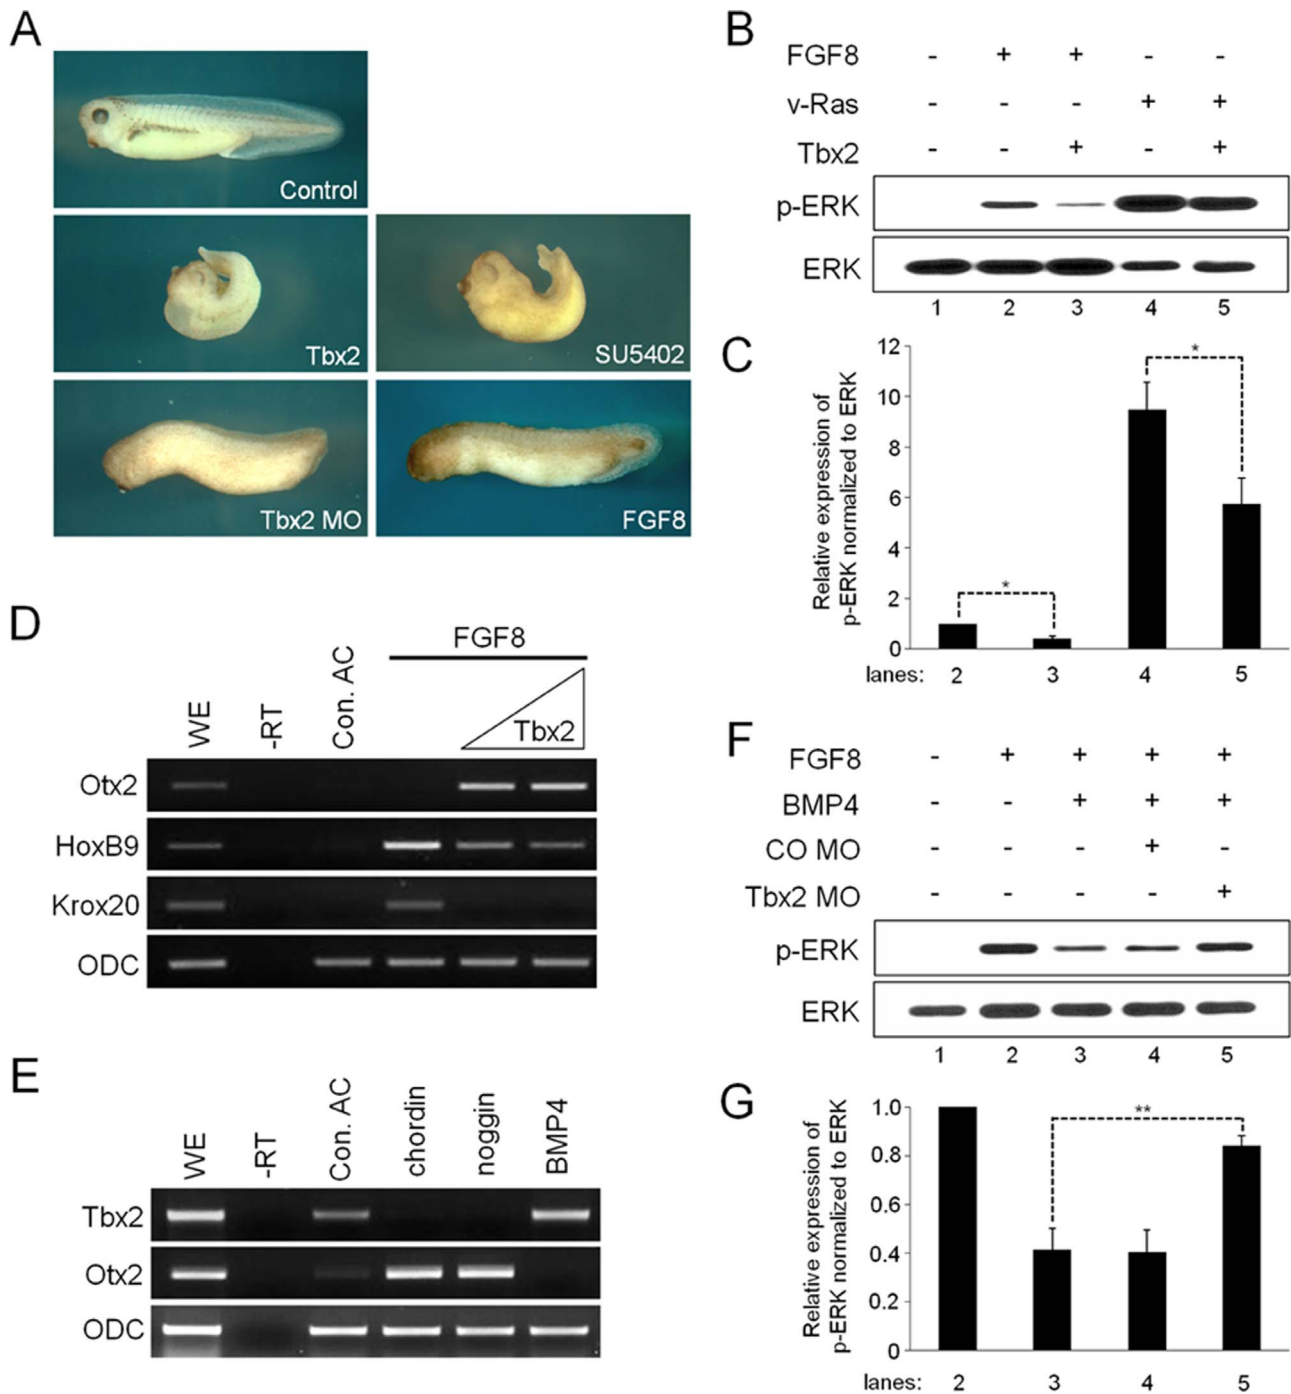 A
Control
Tbx2
SU5402
Tbx2 MO
FGF8
B
FGF8 - + + - -
v-Ras - - - + +
Tbx2 - - + - +
p-ERK
ERK
1 2 3 4 5
C
Relative expression of
p-ERK normalized to ERK
12
10
8
6
4
2
0
*
*
lanes: 2 3 4 5
D
WE
-RT
Con. AC
FGF8
Tbx2
Otx2
HoxB9
Krox20
ODC
E
WE
-RT
Con. AC
chordin
noggin
BMP4
Tbx2
Otx2
ODC
F
FGF8 - + + + +
BMP4 - - + + +
CO MO - - - + -
Tbx2 MO - - - - +
p-ERK
ERK
1 2 3 4 5
G
Relative expression of
p-ERK normalized to ERK
1.0
0.8
0.6
0.4
0.2
0
**
lanes: 2 3 4 5